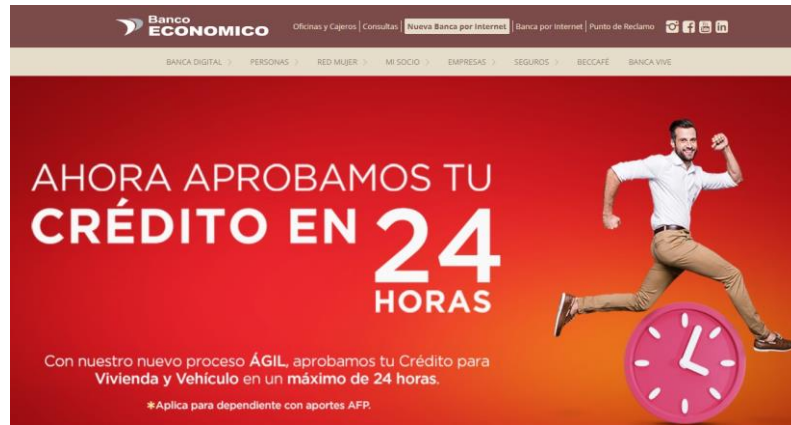 Banco
ECONOMICO
Oficinas y Cajeros | Consultas | Nueva Banca por Internet | Banca por Internet | Punto de Reclamo
BANCA DIGITAL > PERSONAS > RED MUJER > MI SOCIO > EMPRESAS > SEGUROS > BECCAFÉ BANCA VIVE
AHORA APROBAMOS TU
CRÉDITO EN 24
HORAS
Con nuestro nuevo proceso ÁGIL, aprobamos tu Crédito para
Vivienda y Vehículo en un máximo de 24 horas.
*Aplica para dependiente con aportes AFP.